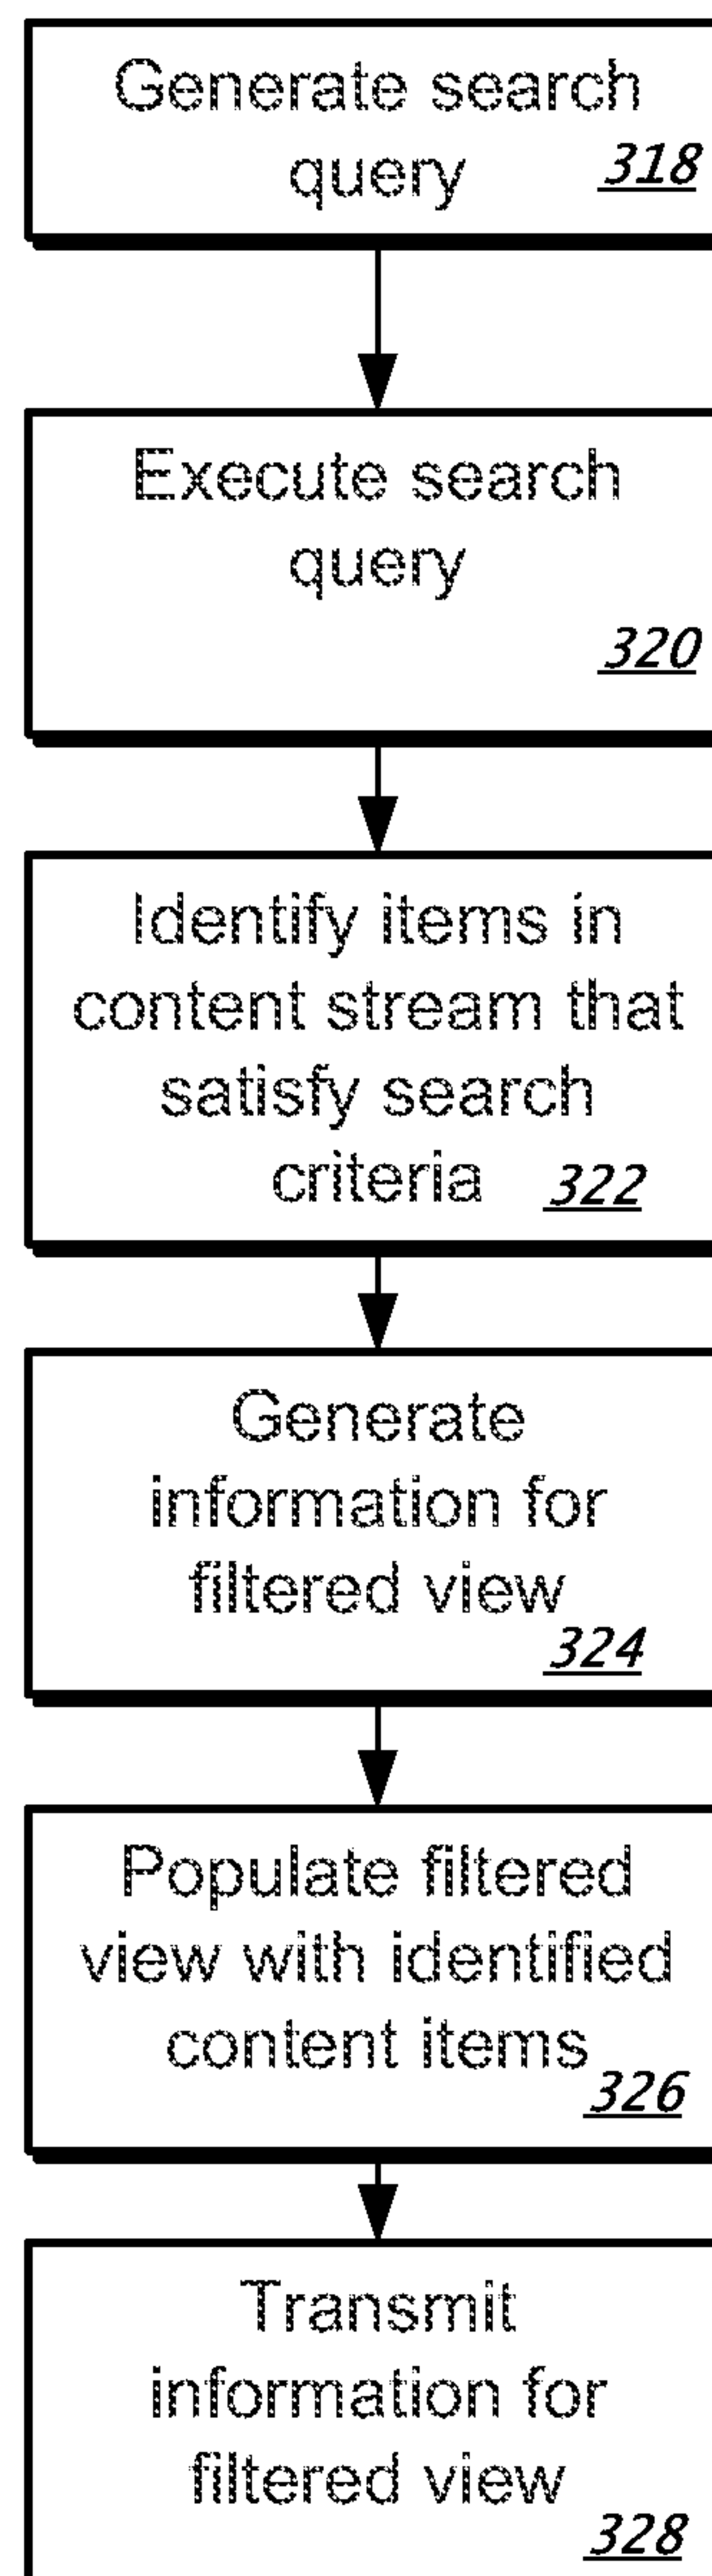 Generate search
query 318
Execute search
query
320
Identify items in
content stream that
satisfy search
criteria 322
Generate
information for
filtered view
324
Populate filtered
view with identified
content items
326
Transmit
information for
filtered view
328